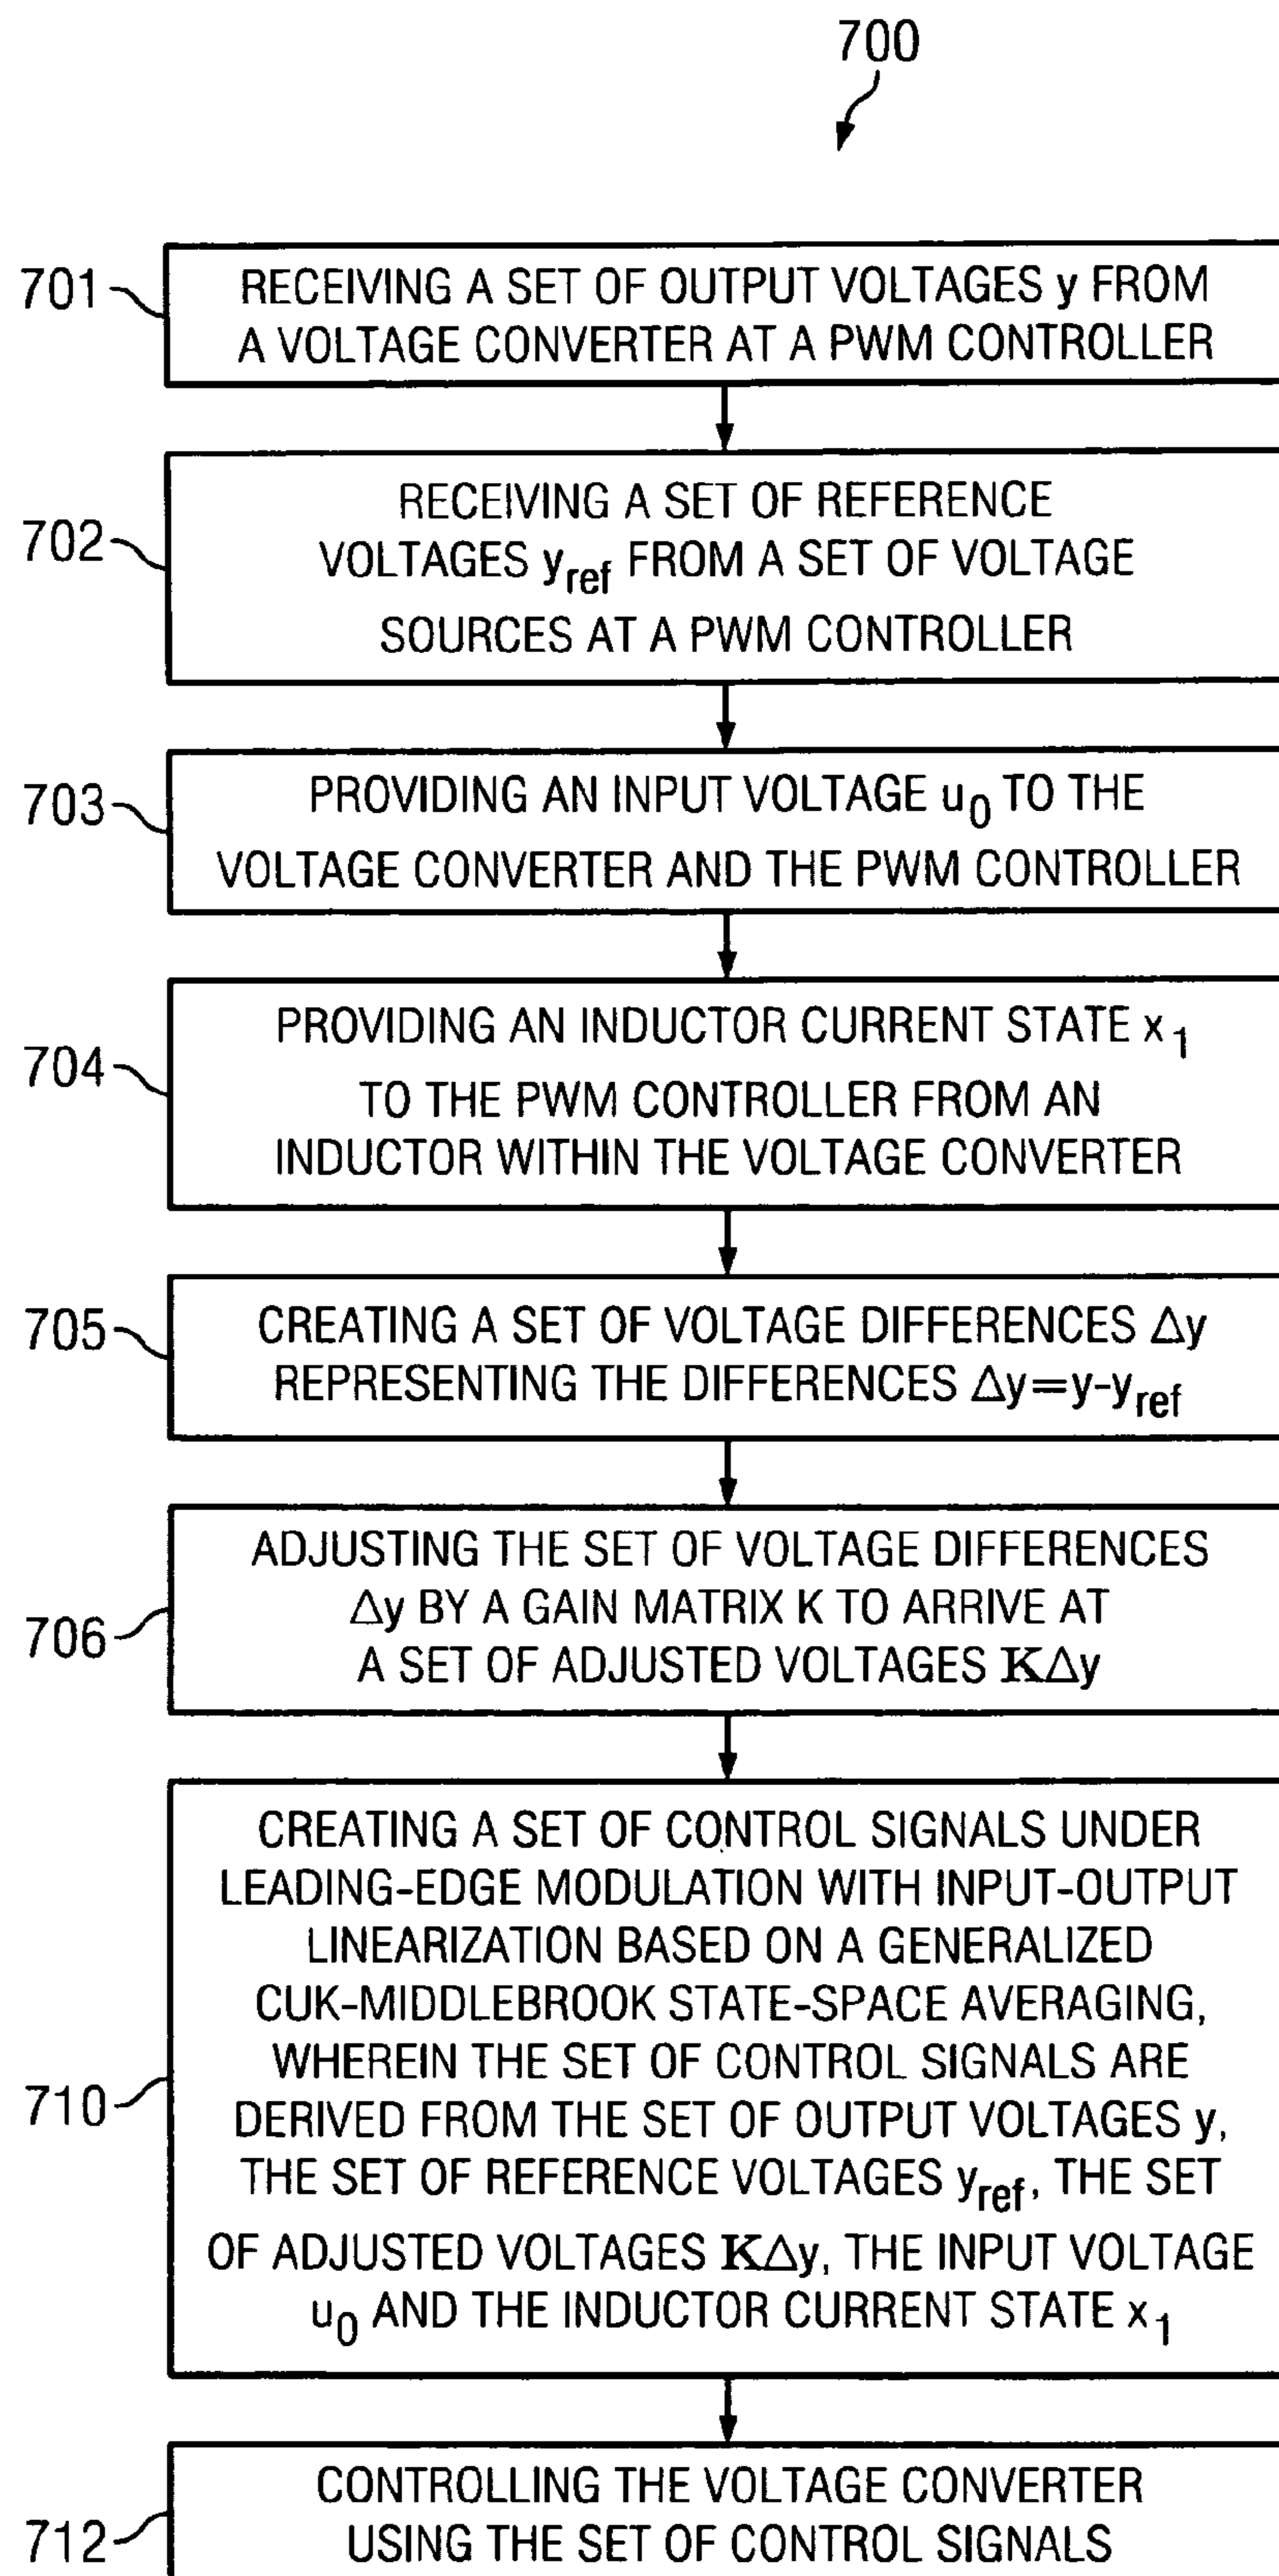 700
701
RECEIVING A SET OF OUTPUT VOLTAGES y FROM
A VOLTAGE CONVERTER AT A PWM CONTROLLER
702
RECEIVING A SET OF REFERENCE
VOLTAGES yref FROM A SET OF VOLTAGE
SOURCES AT A PWM CONTROLLER
703
PROVIDING AN INPUT VOLTAGE u0 TO THE
VOLTAGE CONVERTER AND THE PWM CONTROLLER
704
PROVIDING AN INDUCTOR CURRENT STATE x1
TO THE PWM CONTROLLER FROM AN
INDUCTOR WITHIN THE VOLTAGE CONVERTER
705
CREATING A SET OF VOLTAGE DIFFERENCES Δy
REPRESENTING THE DIFFERENCES Δy=y-yref
706
ADJUSTING THE SET OF VOLTAGE DIFFERENCES
Δy BY A GAIN MATRIX K TO ARRIVE AT
A SET OF ADJUSTED VOLTAGES KΔy
710
CREATING A SET OF CONTROL SIGNALS UNDER
LEADING-EDGE MODULATION WITH INPUT-OUTPUT
LINEARIZATION BASED ON A GENERALIZED
CUK-MIDDLEBROOK STATE-SPACE AVERAGING,
WHEREIN THE SET OF CONTROL SIGNALS ARE
DERIVED FROM THE SET OF OUTPUT VOLTAGES y,
THE SET OF REFERENCE VOLTAGES yref, THE SET
OF ADJUSTED VOLTAGES KΔy, THE INPUT VOLTAGE
u0 AND THE INDUCTOR CURRENT STATE x1
712
CONTROLLING THE VOLTAGE CONVERTER
USING THE SET OF CONTROL SIGNALS